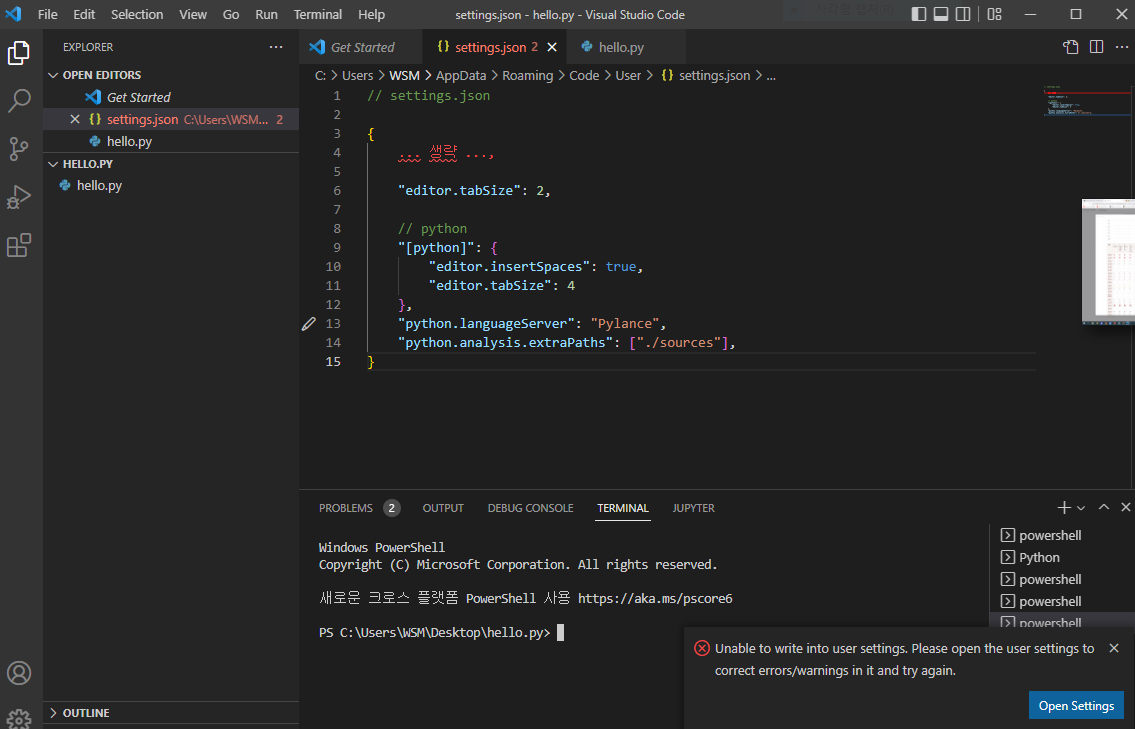 File Edit Selection View Go Run Terminal Help settings.json - hello.py - Visual Studio Code
EXPLORER ...
OPEN EDITORS
Get Started
settings.json C:\Users\WSM... 2
hello.py
HELLO.PY
hello.py
OUTLINE
Get Started {} settings.json 2 hello.py
C: > Users > WSM > AppData > Roaming > Code > User > {} settings.json > ...
1 // settings.json
2
3 {
4 ... 생략 ...,
5
6 "editor.tabSize": 2,
7
8 // python
9 "[python]": {
10 "editor.insertSpaces": true,
11 "editor.tabSize": 4
12 },
13 "python.languageServer": "Pylance",
14 "python.analysis.extraPaths": ["./sources"],
15 }
PROBLEMS 2 OUTPUT DEBUG CONSOLE TERMINAL JUPYTER
Windows PowerShell
Copyright (C) Microsoft Corporation. All rights reserved.
새로운 크로스 플랫폼 PowerShell 사용 https://aka.ms/pscore6
PS C:\Users\WSM\Desktop\hello.py>
powershell
Python
powershell
powershell
powershell
Unable to write into user settings. Please open the user settings to
correct errors/warnings in it and try again.
Open Settings